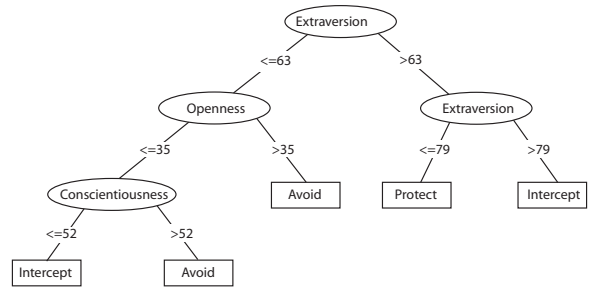 Extraversion
<=63
>63
Openness
Extraversion
<=35
>35
<=79
>79
Conscientiousness
Avoid
Protect
Intercept
<=52
>52
Intercept
Avoid